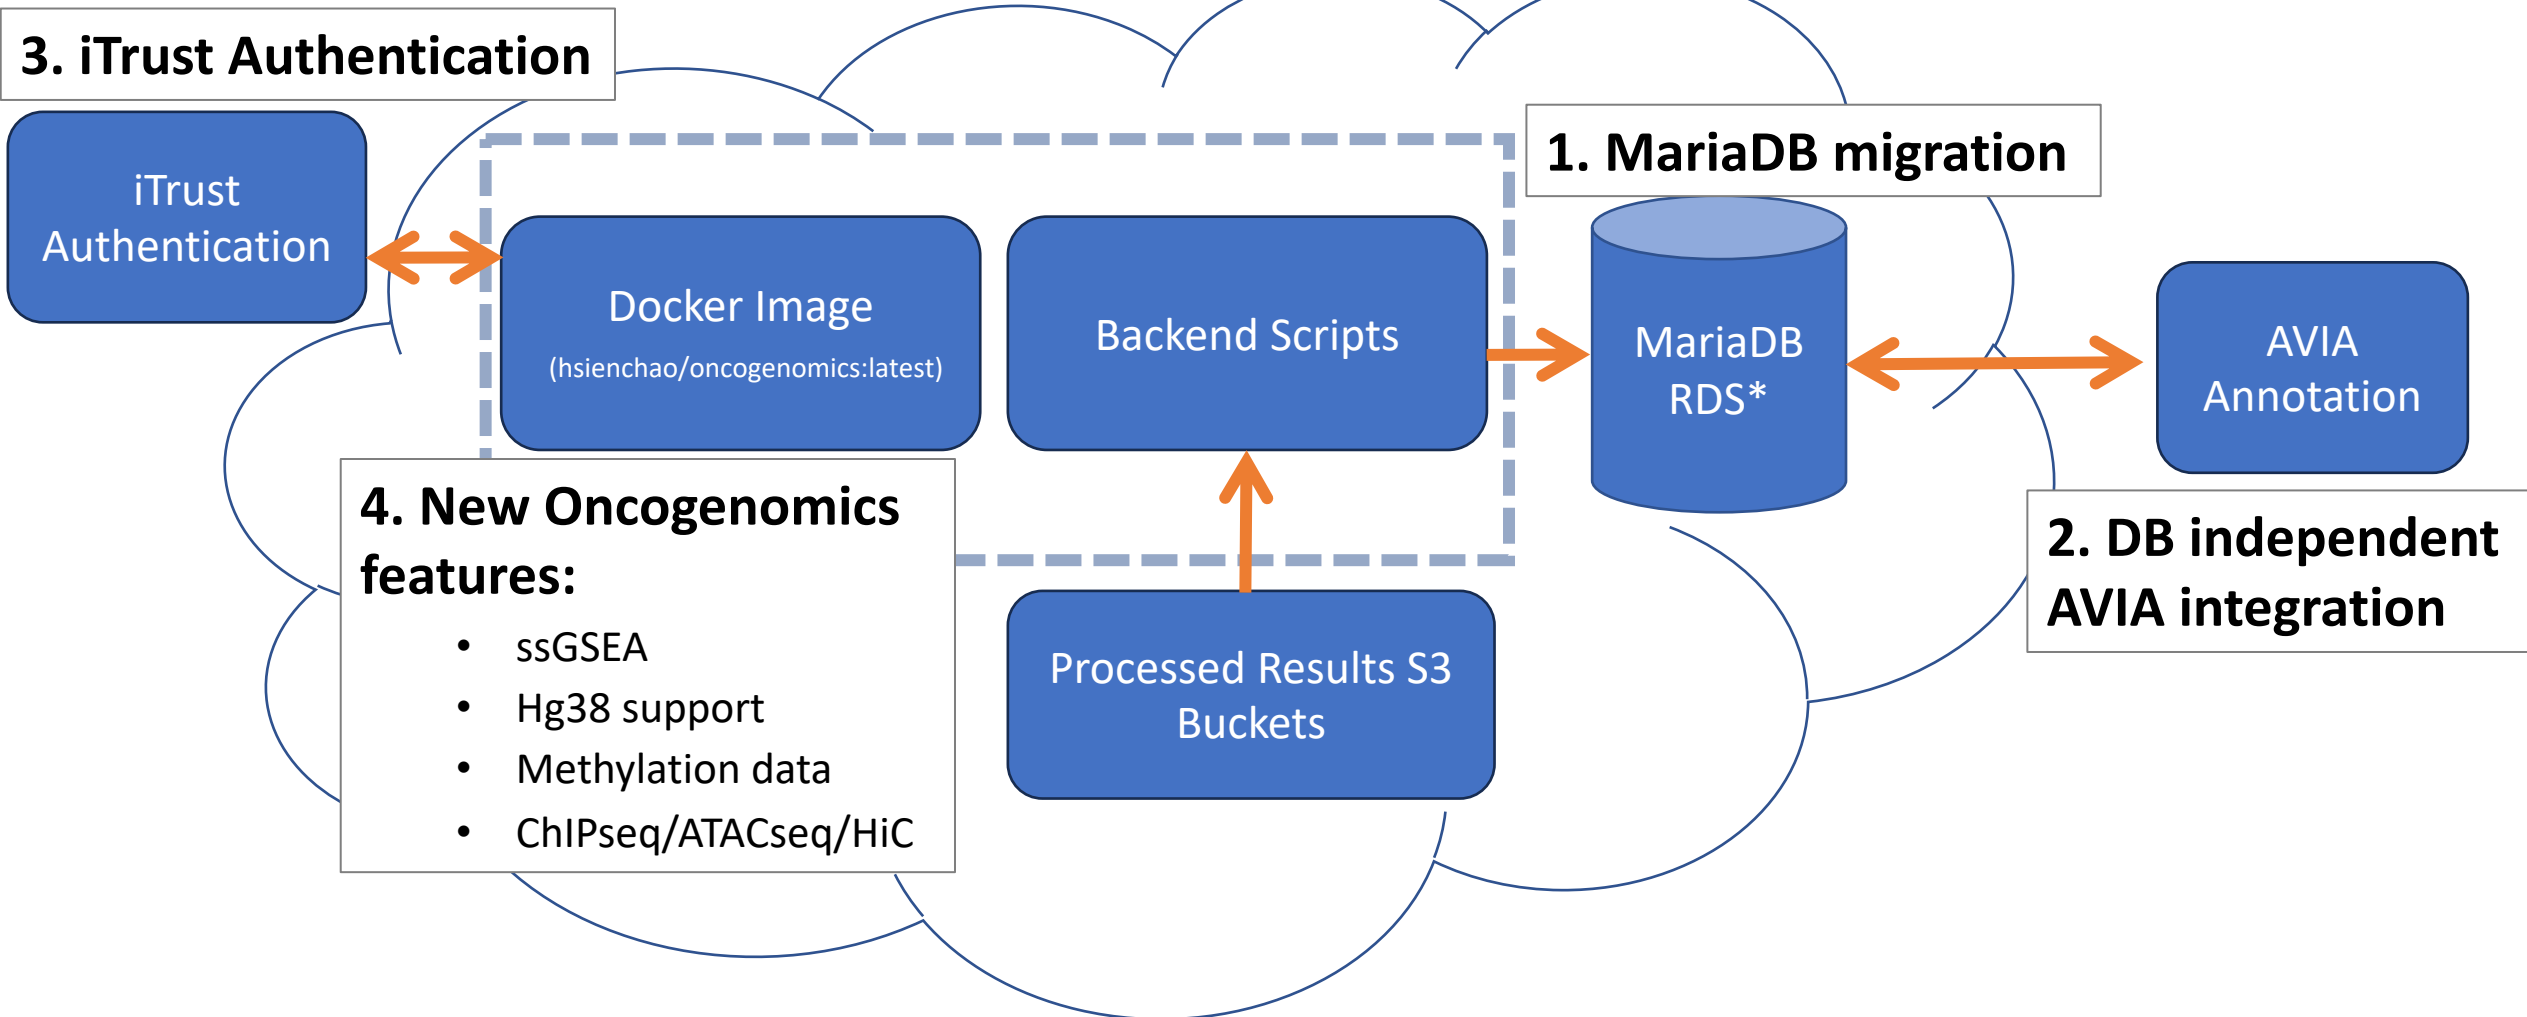 3. iTrust Authentication
iTrust
Authentication
Docker Image
(hsienchao/oncogenomics:latest)
Backend Scripts
1. MariaDB migration
MariaDB
RDS*
AVIA
Annotation
2. DB independent
AVIA integration
4. New Oncogenomics
features:
• ssGSEA
• Hg38 support
• Methylation data
• ChIPseq/ATACseq/HiC
Processed Results S3
Buckets